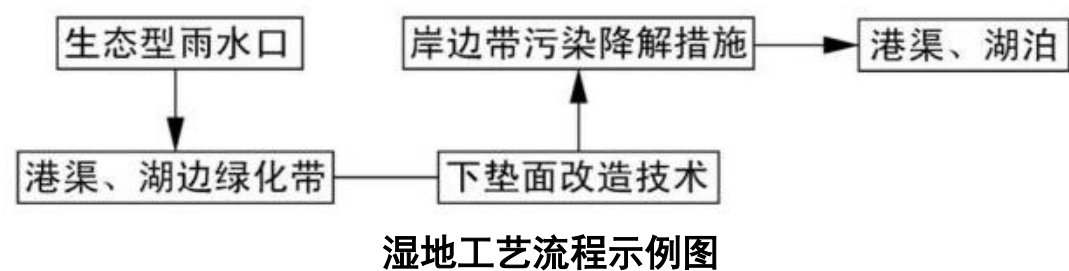 生态型雨水口
岸边带污染降解措施
港渠、湖泊
港渠、湖边绿化带
下垫面改造技术
湿地工艺流程示例图